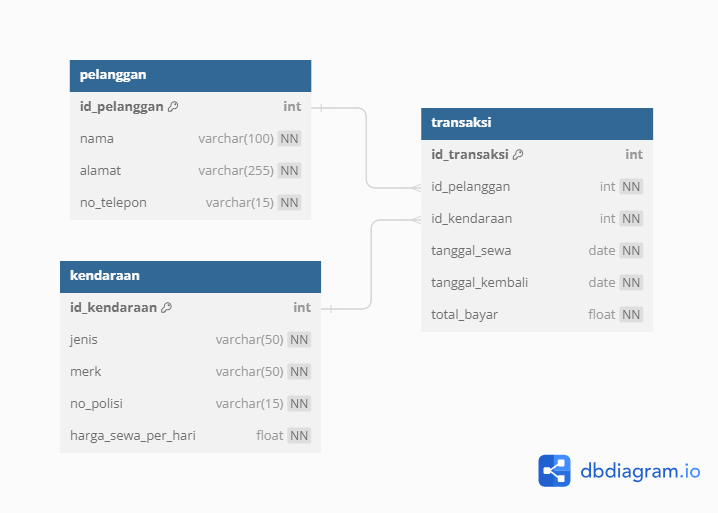 pelanggan
id_pelanggan int
nama varchar(100) NN
alamat varchar(255) NN
no_telepon varchar(15) NN
kendaraan
id_kendaraan int
jenis varchar(50) NN
merk varchar(50) NN
no_polisi varchar(15) NN
harga_sewa_per_hari float NN
transaksi
id_transaksi int
id_pelanggan int NN
id_kendaraan int NN
tanggal_sewa date NN
tanggal_kembali date NN
total_bayar float NN
dbdiagram.io